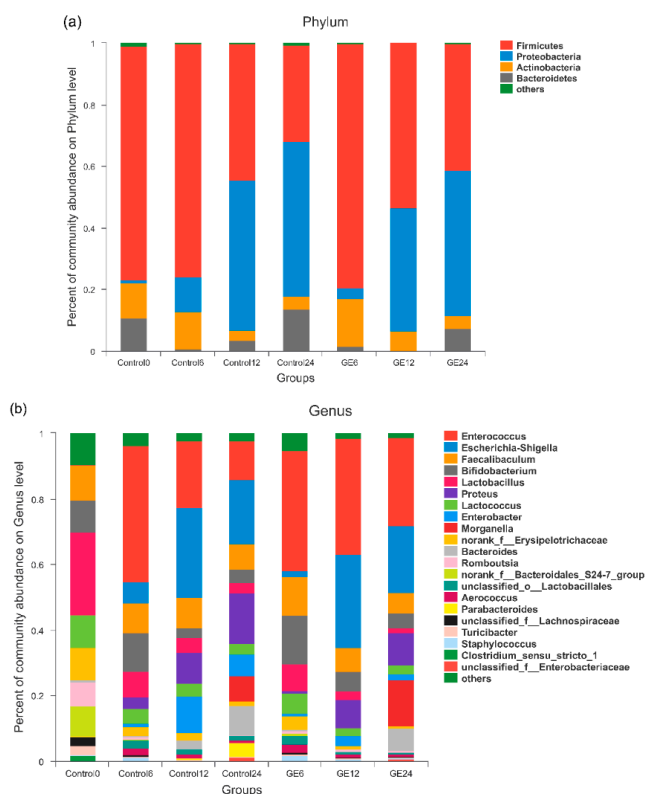 (a)
Phylum
Percent of community abundance on Phylum level
1
0.8
0.6
0.4
0.2
0
Control0 Control6 Control12 Control24 GE6 GE12 GE24
Groups
Firmicutes
Proteobacteria
Actinobacteria
Bacteroidetes
others
(b)
Genus
Percent of community abundance on Genus level
1
0.8
0.6
0.4
0.2
0
Control0 Control6 Control12 Control24 GE6 GE12 GE24
Groups
Enterococcus
Escherichia-Shigella
Faecalibaculum
Bifidobacterium
Lactobacillus
Proteus
Lactococcus
Enterobacter
Morganella
norank_f__Erysipelotrichaceae
Bacteroides
Romboutsia
norank_f__Bacteroidales_S24-7_group
unclassified_o__Lactobacillales
Aerococcus
Parabacteroides
unclassified_f__Lachnospiraceae
Turicibacter
Staphylococcus
Clostridium_sensu_stricto_1
unclassified_f__Enterobacteriaceae
others